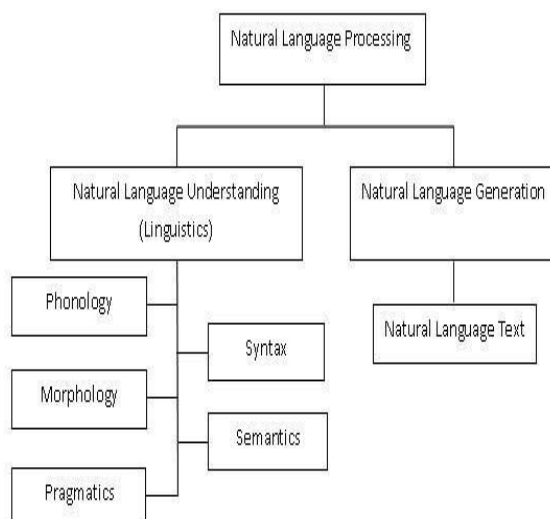 Natural Language Processing
Natural Language Understanding
(Linguistics)
Natural Language Generation
Phonology
Natural Language Text
Syntax
Morphology
Semantics
Pragmatics